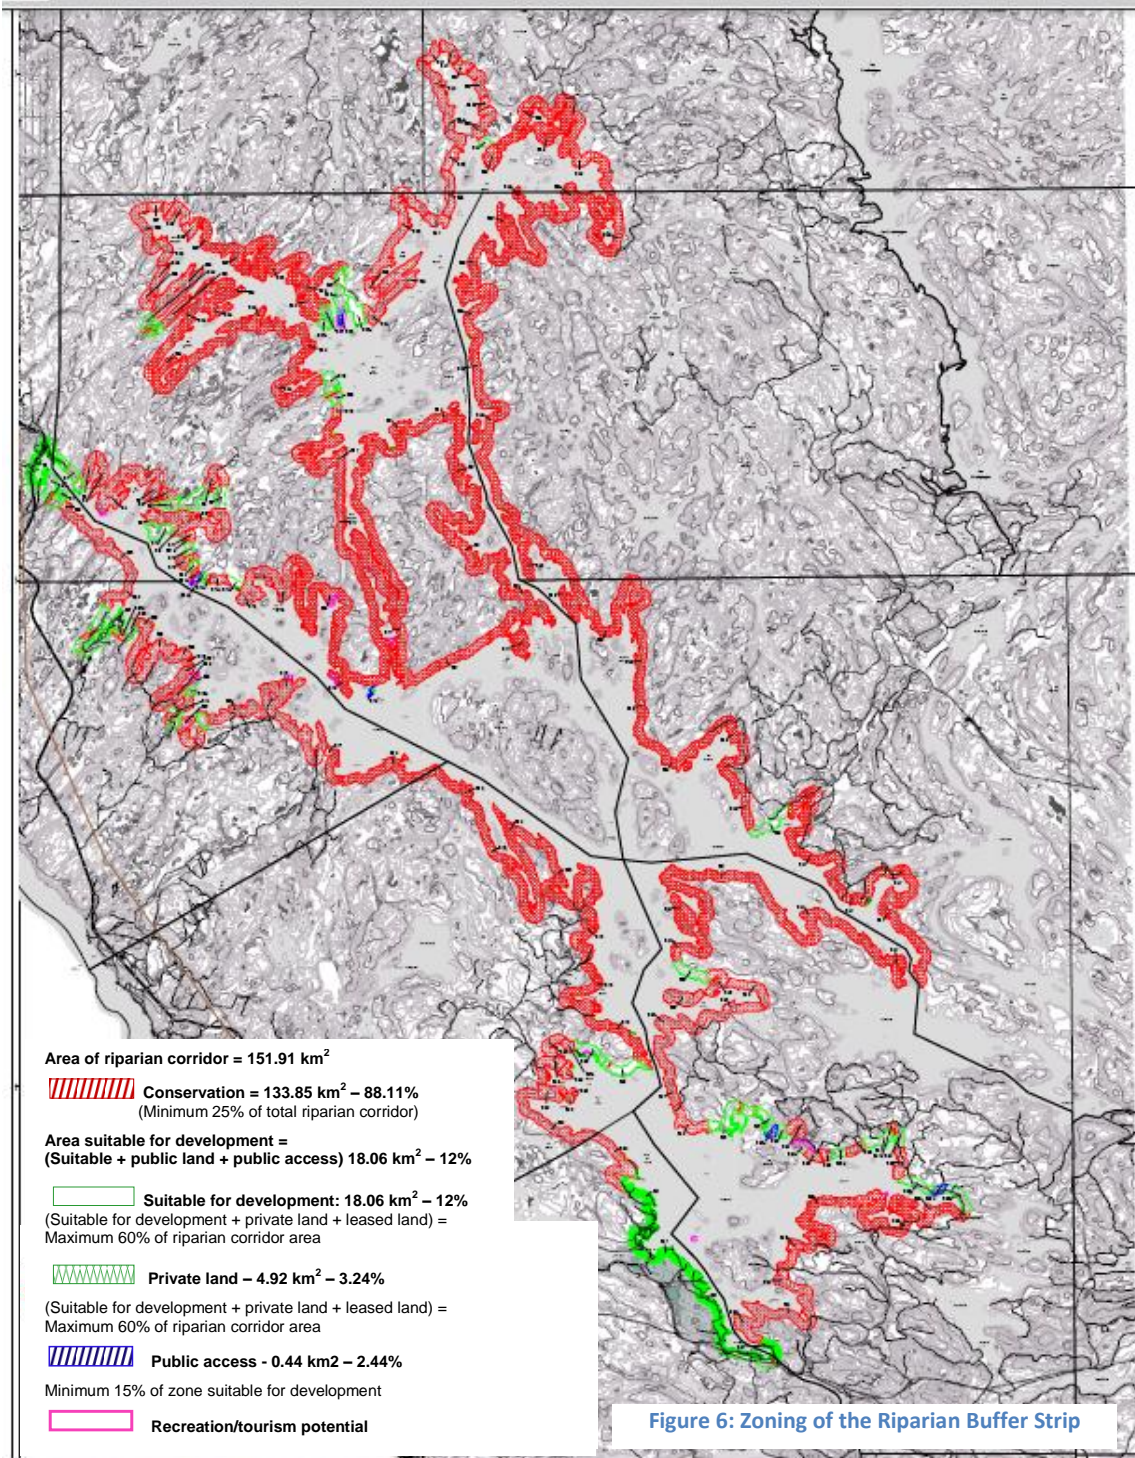 Area of riparian corridor = 151.91 km²
Conservation = 133.85 km² – 88.11%
(Minimum 25% of total riparian corridor)
Area suitable for development =
(Suitable + public land + public access) 18.06 km² – 12%
Suitable for development: 18.06 km² – 12%
(Suitable for development + private land + leased land) =
Maximum 60% of riparian corridor area
Private land – 4.92 km² – 3.24%
(Suitable for development + private land + leased land) =
Maximum 60% of riparian corridor area
Public access - 0.44 km2 – 2.44%
Minimum 15% of zone suitable for development
Recreation/tourism potential
Figure 6: Zoning of the Riparian Buffer Strip